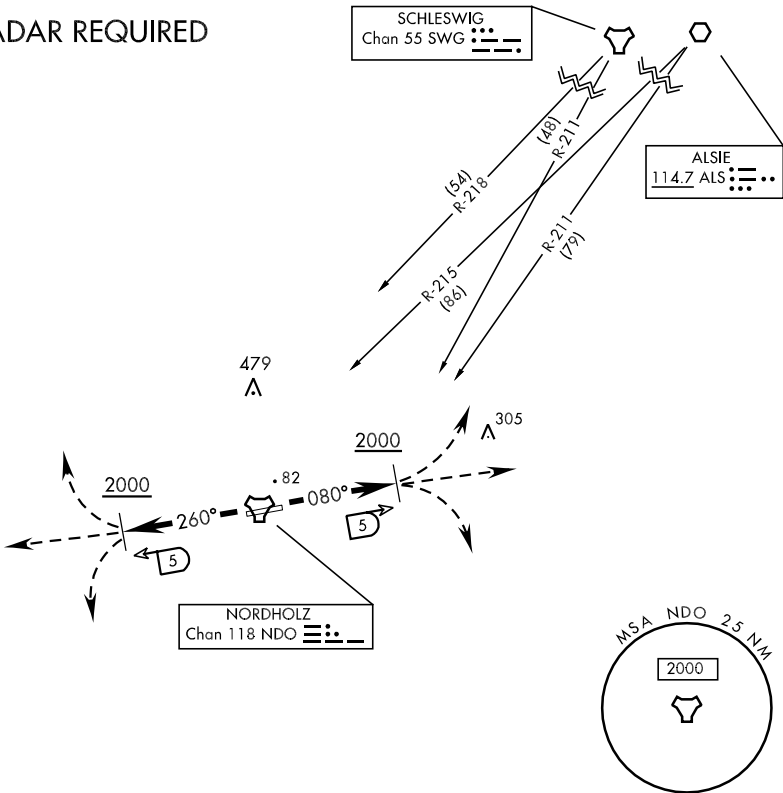 ADAR REQUIRED
SCHLESWIG
Chan 55 SWG
ALSIE
114.7 ALS
(48)
R-211
(54)
R-218
R-211
(79)
R-215
(86)
479
305
2000
2000
82
260°
080°
5
5
NORDHOLZ
Chan 118 NDO
MSA NDO 25 NM
2000